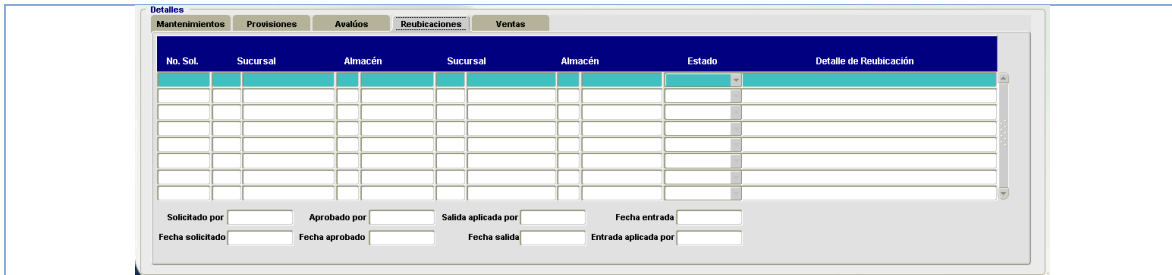 Detalles
Mantenimientos Provisiones Avalúos Reubicaciones Ventas
No. Sol. Sucursal Almacén Sucursal Almacén Estado Detalle de Reubicación
Solicitado por Aprobado por Salida aplicada por Fecha entrada
Fecha solicitado Fecha aprobado Fecha salida Entrada aplicada por